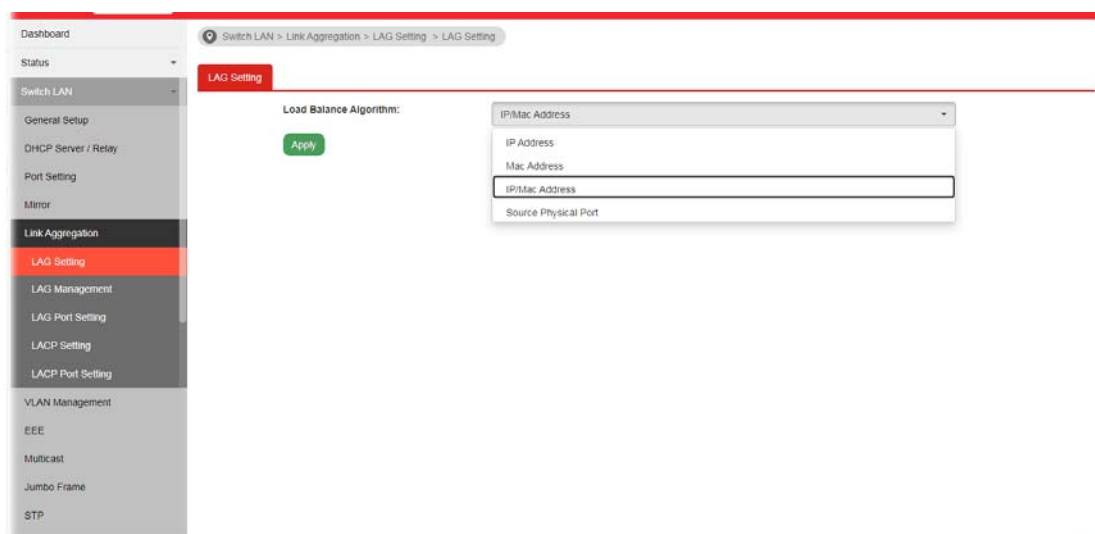 Dashboard
Status
Switch LAN
General Setup
DHCP Server / Relay
Port Setting
Mirror
Link Aggregation
LAG Setting
LAG Management
LAG Port Setting
LACP Setting
LACP Port Setting
VLAN Management
EEE
Multicast
Jumbo Frame
STP
Switch LAN > Link Aggregation > LAG Setting > LAG Setting
LAG Setting
Load Balance Algorithm:
IP/Mac Address
IP Address
Mac Address
IP/Mac Address
Source Physical Port
Apply